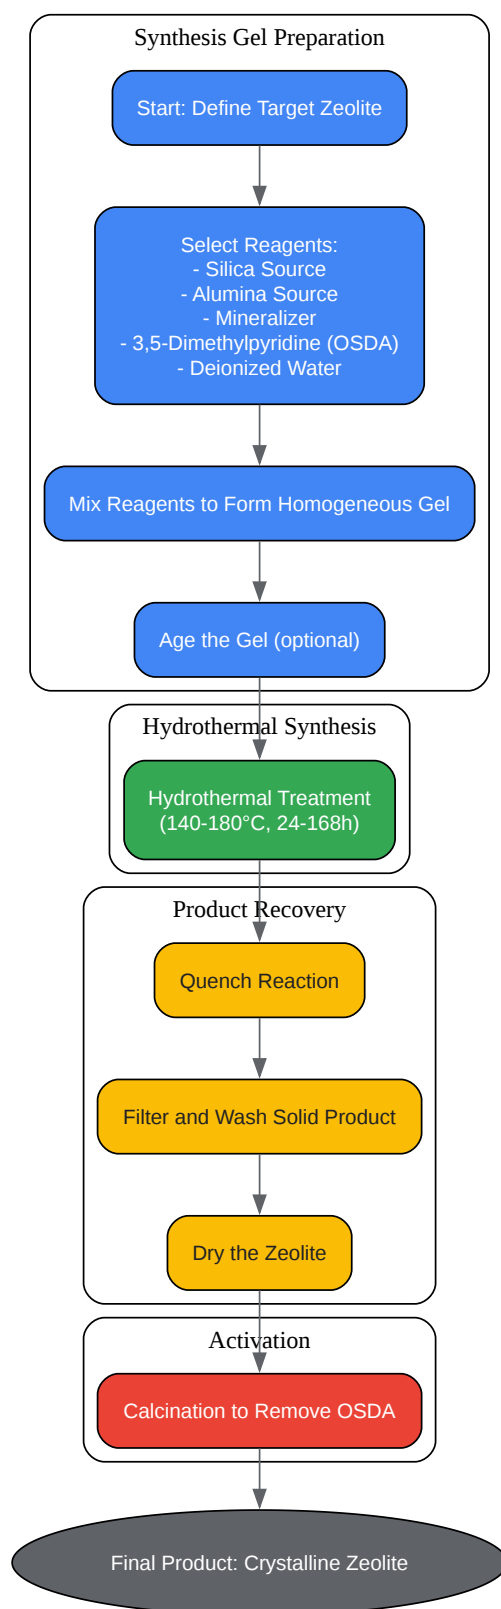 Synthesis Gel Preparation
Start: Define Target Zeolite
Select Reagents:
- Silica Source
- Alumina Source
- Mineralizer
- 3,5-Dimethylpyridine (OSDA)
- Deionized Water
Mix Reagents to Form Homogeneous Gel
Age the Gel (optional)
Hydrothermal Synthesis
Hydrothermal Treatment
(140-180°C, 24-168h)
Product Recovery
Quench Reaction
Filter and Wash Solid Product
Dry the Zeolite
Activation
Calcination to Remove OSDA
Final Product: Crystalline Zeolite